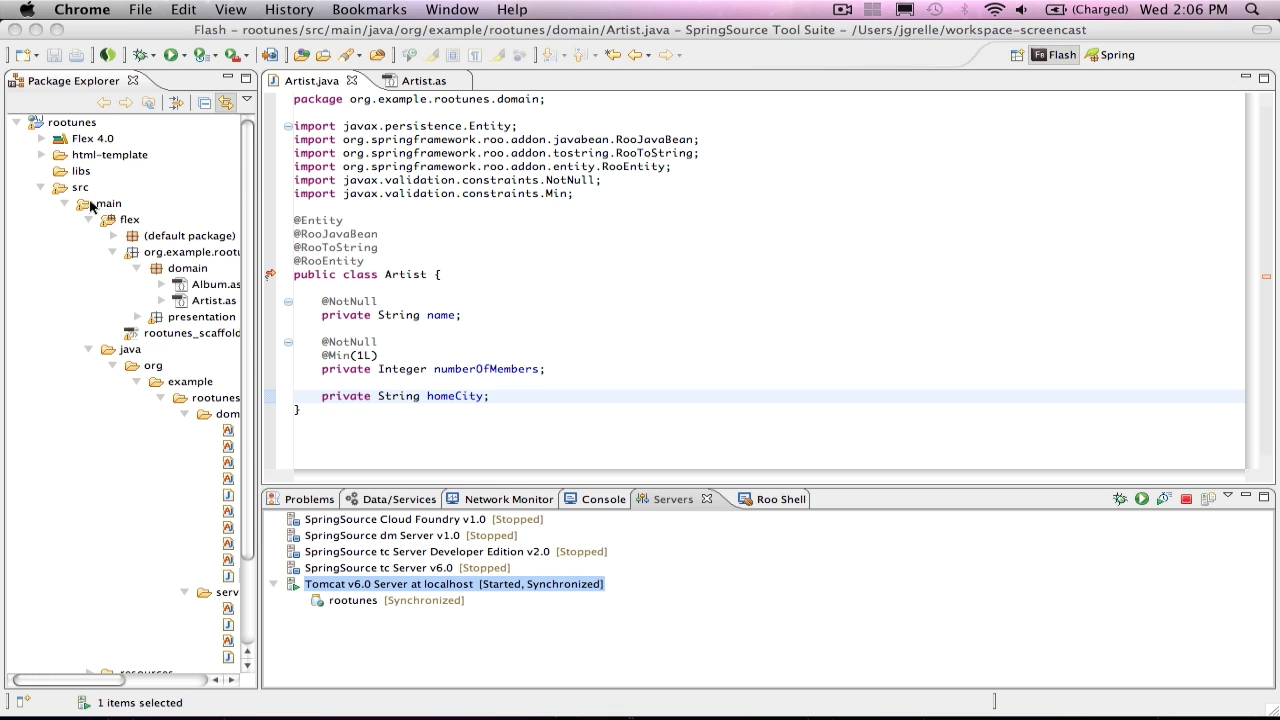 Chrome File Edit View History Bookmarks Window Help (Charged) Wed 2:06 PM
Flash - rootunes/src/main/java/org/example/rootunes/domain/Artist.java - SpringSource Tool Suite - /Users/jgrelle/workspace-screencast
Flash Spring
Package Explorer
rootunes
Flex 4.0
html-template
libs
src
main
flex
(default package)
org.example.rootu
domain
Album.as
Artist.as
presentation
rootunes_scaffold
java
org
example
rootunes
dom
serv
resources
Artist.java Artist.as
package org.example.rootunes.domain;
import javax.persistence.Entity;
import org.springframework.roo.addon.javabean.RooJavaBean;
import org.springframework.roo.addon.tostring.RooToString;
import org.springframework.roo.addon.entity.RooEntity;
import javax.validation.constraints.NotNull;
import javax.validation.constraints.Min;
@Entity
@RooJavaBean
@RooToString
@RooEntity
public class Artist {
@NotNull
private String name;
@NotNull
@Min(1L)
private Integer numberOfMembers;
private String homeCity;
}
Problems Data/Services Network Monitor Console Servers Roo Shell
SpringSource Cloud Foundry v1.0 [Stopped]
SpringSource dm Server v1.0 [Stopped]
SpringSource tc Server Developer Edition v2.0 [Stopped]
SpringSource tc Server v6.0 [Stopped]
Tomcat v6.0 Server at localhost [Started, Synchronized]
rootunes [Synchronized]
1 items selected